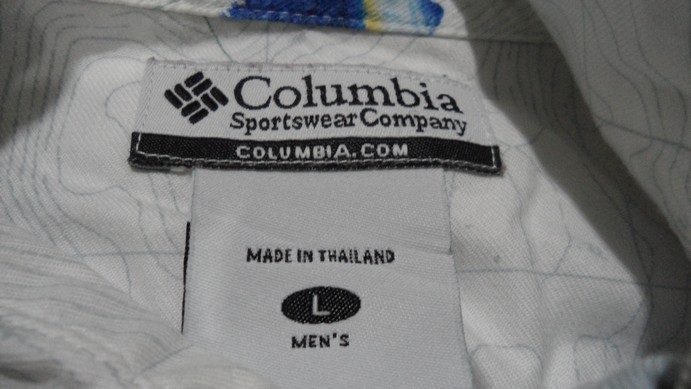 Columbia
Sportswear Company
COLUMBIA.COM
MADE IN THAILAND
L
MEN'S